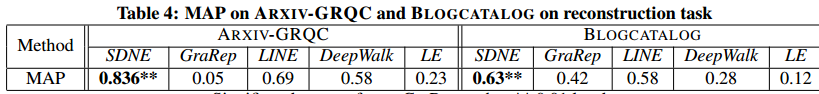 Table 4: MAP on ARXIV-GRQC and BLOGCATALOG on reconstruction task
Method ARXIV-GRQC BLOGCATALOG
SDNE GraRep LINE DeepWalk LE SDNE GraRep LINE DeepWalk LE
MAP 0.836** 0.05 0.69 0.58 0.23 0.63** 0.42 0.58 0.28 0.12